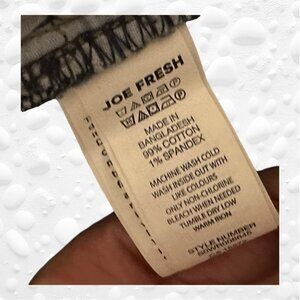 JOE FRESH
MADE IN
BANGLADESH
99% COTTON
1% SPANDEX
MACHINE WASH COLD
WASH INSIDE OUT WITH
LIKE COLOURS
ONLY NON-CHLORINE
BLEACH WHEN NEEDED
TUMBLE DRY LOW
WARM IRON
STYLE NUMBER